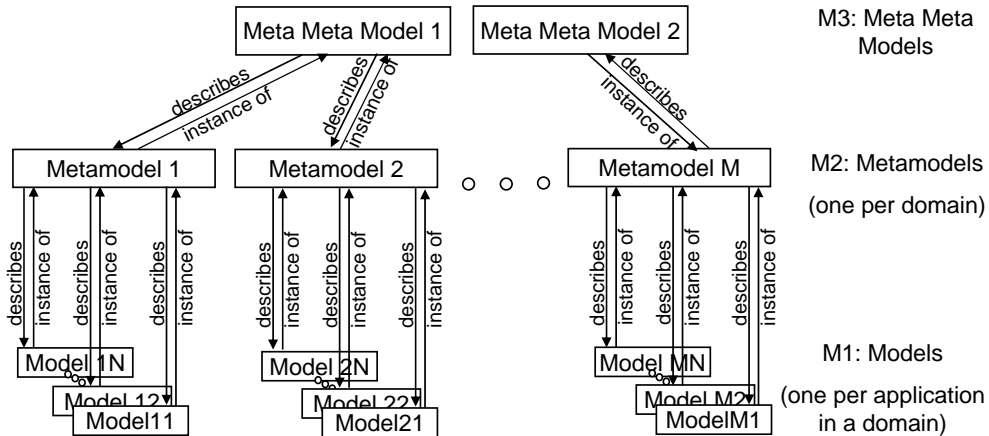 Meta Meta Model 1
Meta Meta Model 2
M3: Meta Meta
Models
describes
instance of
describes
instance of
describes
instance of
Metamodel 1
Metamodel 2
Metamodel M
M2: Metamodels
(one per domain)
describes
instance of
describes
instance of
describes
instance of
describes
instance of
describes
instance of
describes
instance of
describes
instance of
describes
instance of
describes
instance of
Model 1N
Model 12
Model11
Model 2N
Model 22
Model21
Model MN
Model M2
ModelM1
M1: Models
(one per application
in a domain)